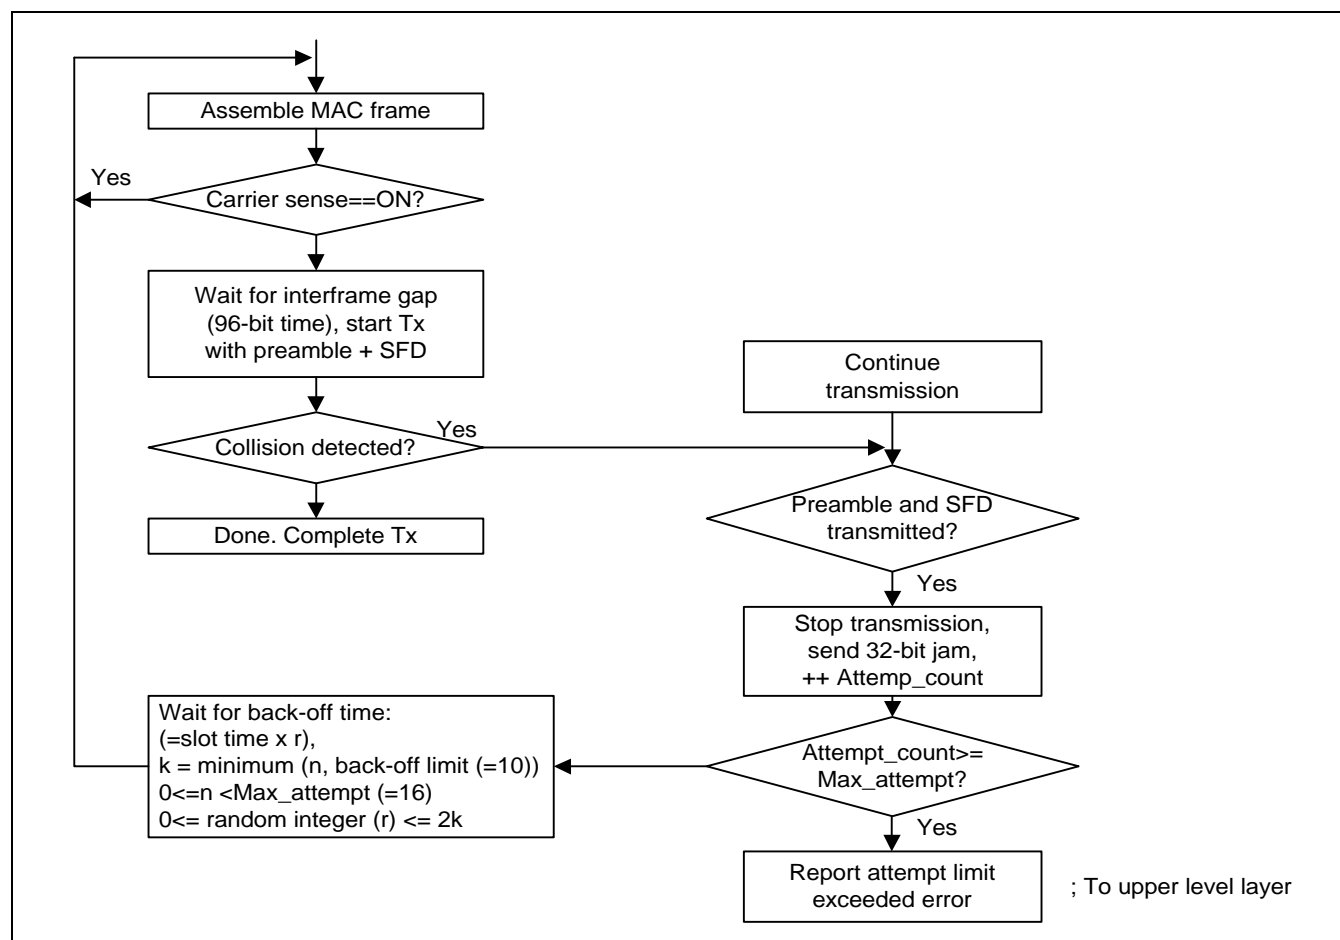 Assemble MAC frame
Yes
Carrier sense==ON?
Wait for interframe gap
(96-bit time), start Tx
with preamble + SFD
Continue
transmission
Yes
Collision detected?
Preamble and SFD
transmitted?
Done. Complete Tx
Yes
Stop transmission,
send 32-bit jam,
++ Attemp_count
Wait for back-off time:
(=slot time x r),
k = minimum (n, back-off limit (=10))
0<=n <Max_attempt (=16)
0<= random integer (r) <= 2k
Attempt_count>=
Max_attempt?
Yes
Report attempt limit
exceeded error
; To upper level layer